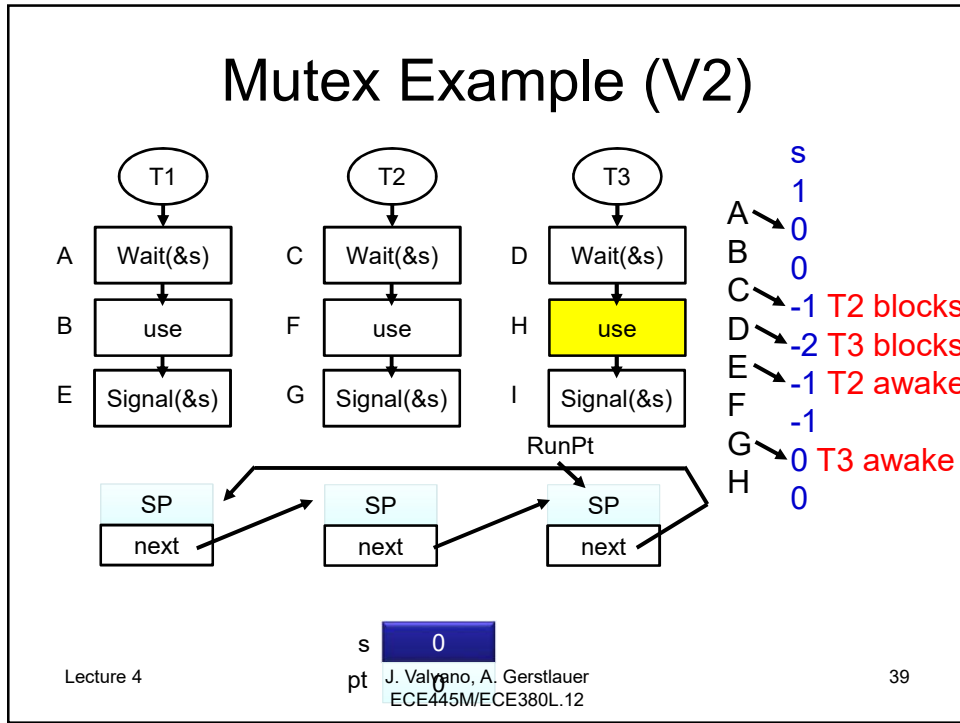 Mutex Example (V2)
T1
T2
T3
A
Wait(&s)
C
Wait(&s)
D
Wait(&s)
B
use
F
use
H
use
E
Signal(&s)
G
Signal(&s)
I
Signal(&s)
s
1
A
0
B
0
C
-1 T2 blocks
D
-2 T3 blocks
E
-1 T2 awake
F
-1
G
0 T3 awake
H
0
RunPt
SP
SP
SP
next
next
next
s
0
pt
0
Lecture 4
J. Valvano, A. Gerstlauer
ECE445M/ECE380L.12
39